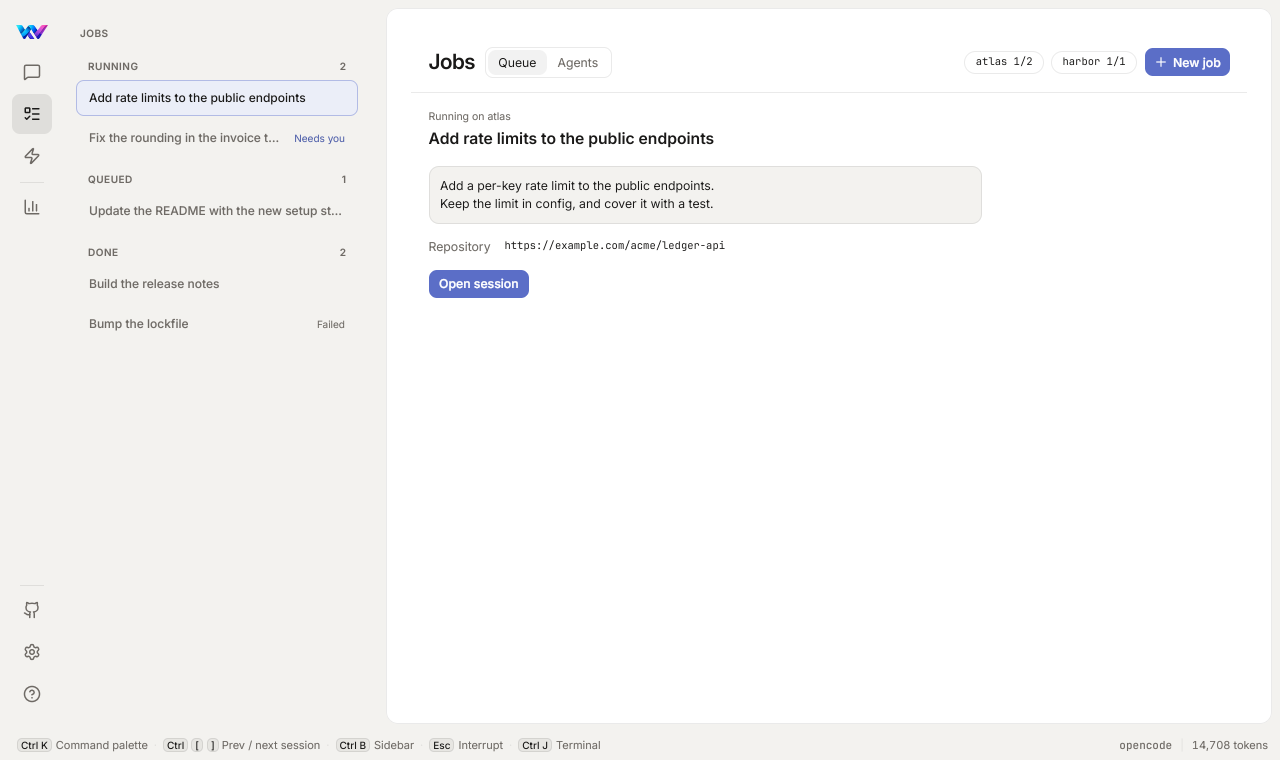 JOBS
RUNNING 2
Add rate limits to the public endpoints
Fix the rounding in the invoice t... Needs you
QUEUED 1
Update the README with the new setup st...
DONE 2
Build the release notes
Bump the lockfile Failed
Jobs Queue Agents atlas 1/2 harbor 1/1 New job
Running on atlas
Add rate limits to the public endpoints
Add a per-key rate limit to the public endpoints.
Keep the limit in config, and cover it with a test.
Repository https://example.com/acme/ledger-api
Open session
Ctrl K Command palette Ctrl [ ] Prev / next session Ctrl B Sidebar Esc Interrupt Ctrl J Terminal opencode 14,708 tokens